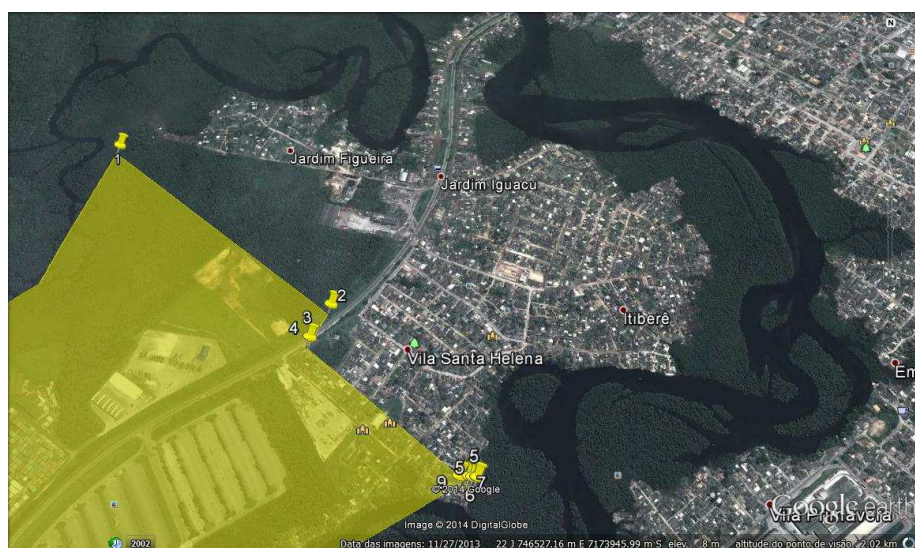 N
1
Jardim Figueira
Jardim Iguacu
2
3
4
Itiberê
Vila Santa Helena
Em
5
5
9
7
6
© 2014 Google
Google earth
Vila Primavera
Image © 2014 DigitalGlobe
2002
Data das imagens: 11/27/2013 22 J 746527.16 m E 7173945.99 m S elev. 8 m altitude do ponto de visão 2.02 km